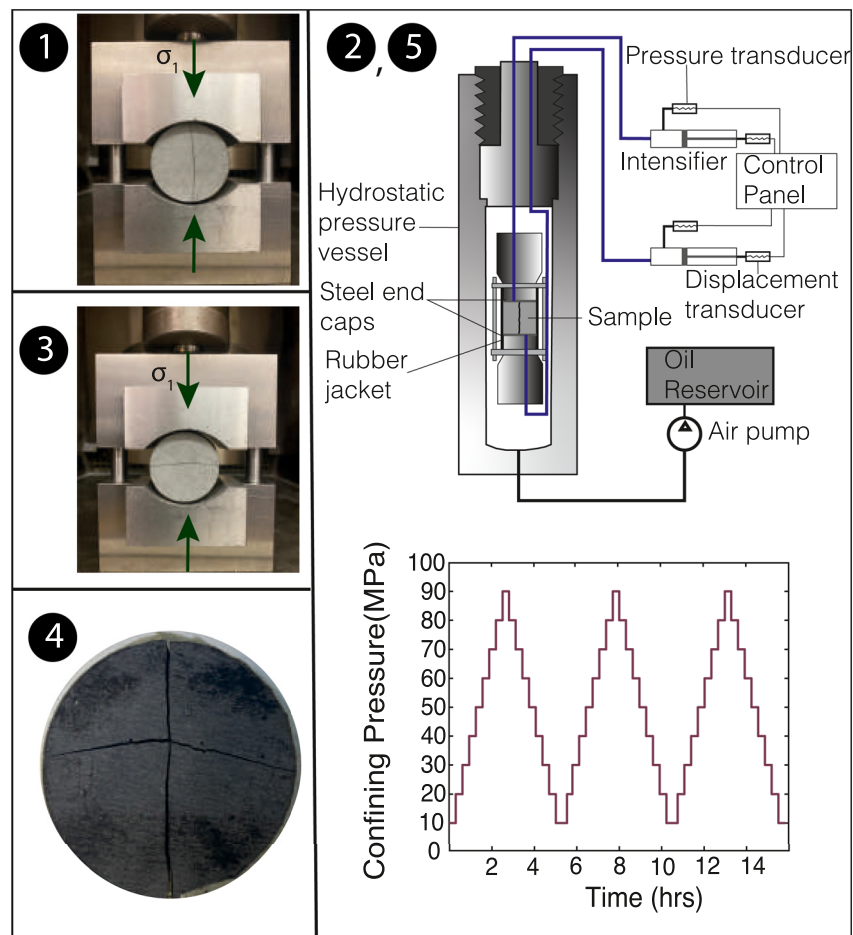 1
σ1
3
σ1
4
2, 5
Pressure transducer
Intensifier
Control
Panel
Hydrostatic
pressure
vessel
Displacement
transducer
Steel end
caps
Sample
Rubber
jacket
Oil
Reservoir
Air pump
Confining Pressure(MPa)
100
90
80
70
60
50
40
30
20
10
0
2 4 6 8 10 12 14
Time (hrs)